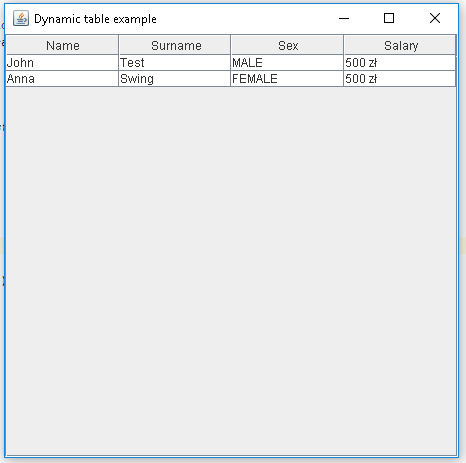 Dynamic table example
Name Surname Sex Salary
John Test MALE 500 zł
Anna Swing FEMALE 500 zł